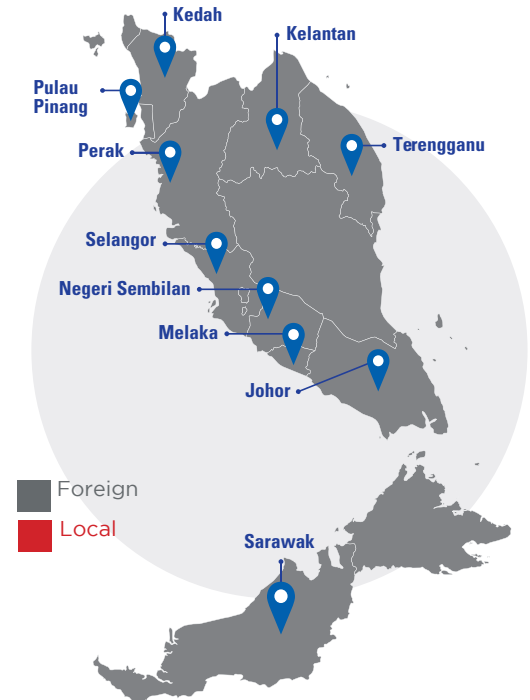 Kedah
Kelantan
Pulau
Pinang
Terengganu
Perak
Selangor
Negeri Sembilan
Melaka
Johor
Foreign
Local
Sarawak